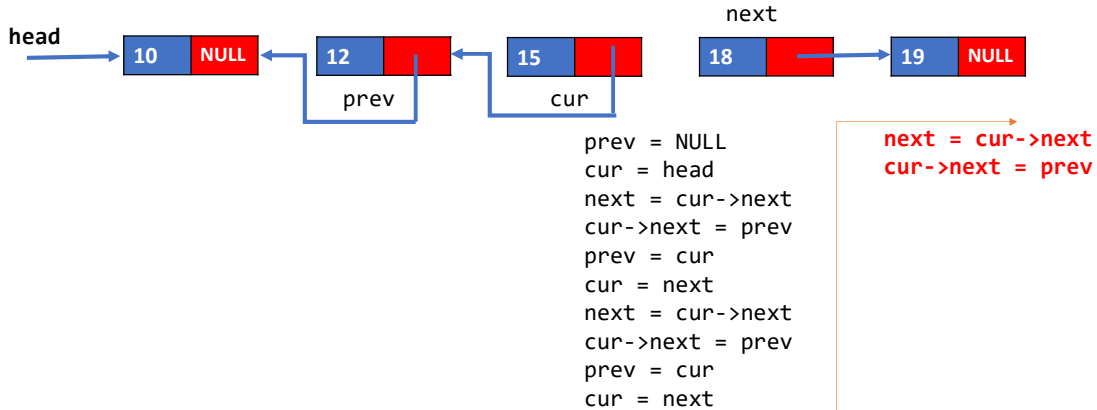 next
head
10 NULL
12
15
18
19 NULL
prev
cur
prev = NULL
cur = head
next = cur->next
cur->next = prev
prev = cur
cur = next
next = cur->next
cur->next = prev
prev = cur
cur = next
next = cur->next
cur->next = prev